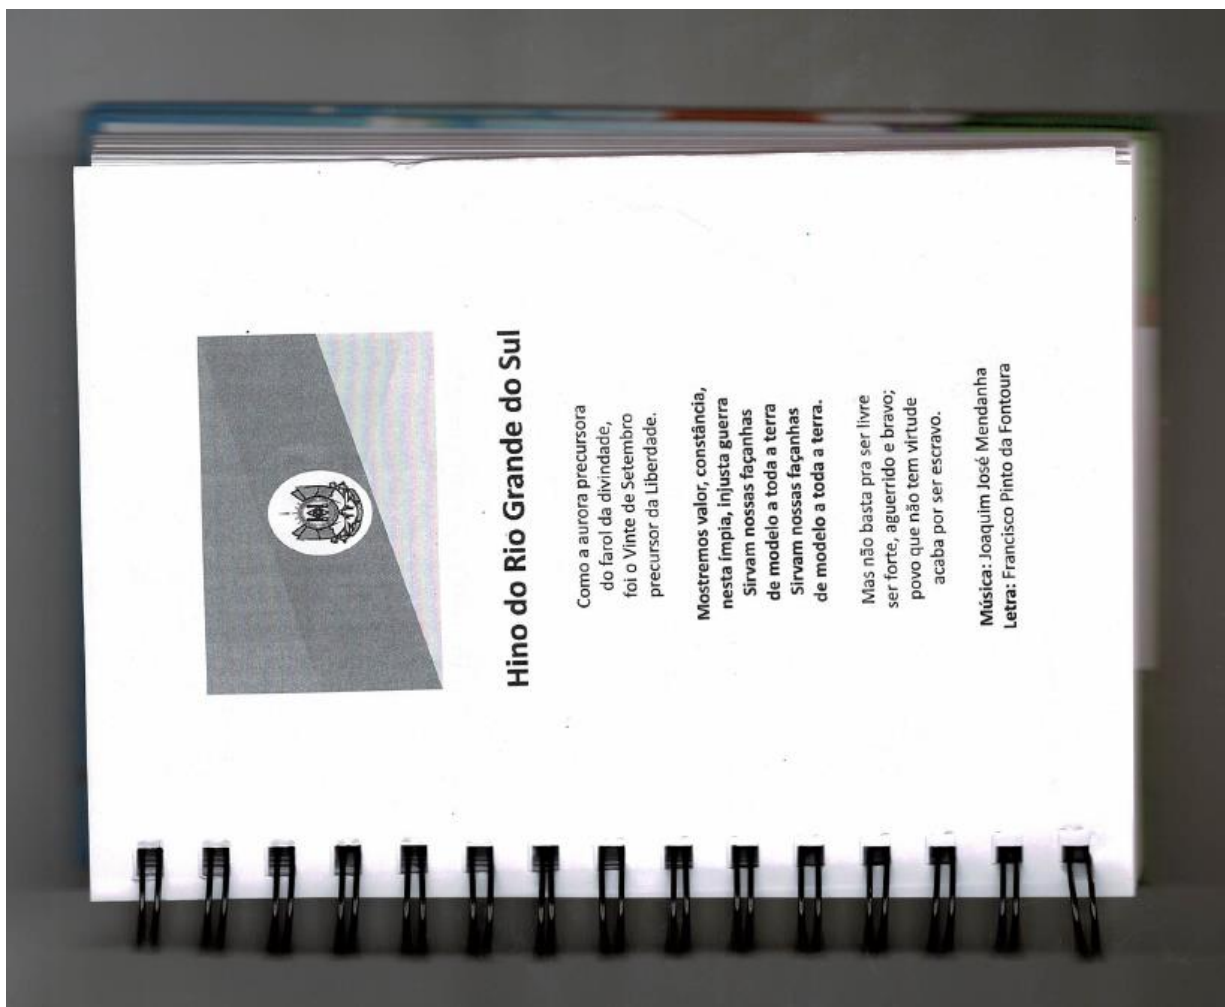 Hino do Rio Grande do Sul
Como a aurora precursora
do farol da divindade,
foi o Vinte de Setembro
precursor da Liberdade.
Mostremos valor, constância,
nesta ímpia, injusta guerra
Sirvam nossas façanhas
de modelo a toda a terra
Sirvam nossas façanhas
de modelo a toda a terra.
Mas não basta pra ser livre
ser forte, aguerrido e bravo;
povo que não tem virtude
acaba por ser escravo.
Música: Joaquim José Mendanha
Letra: Francisco Pinto da Fontoura